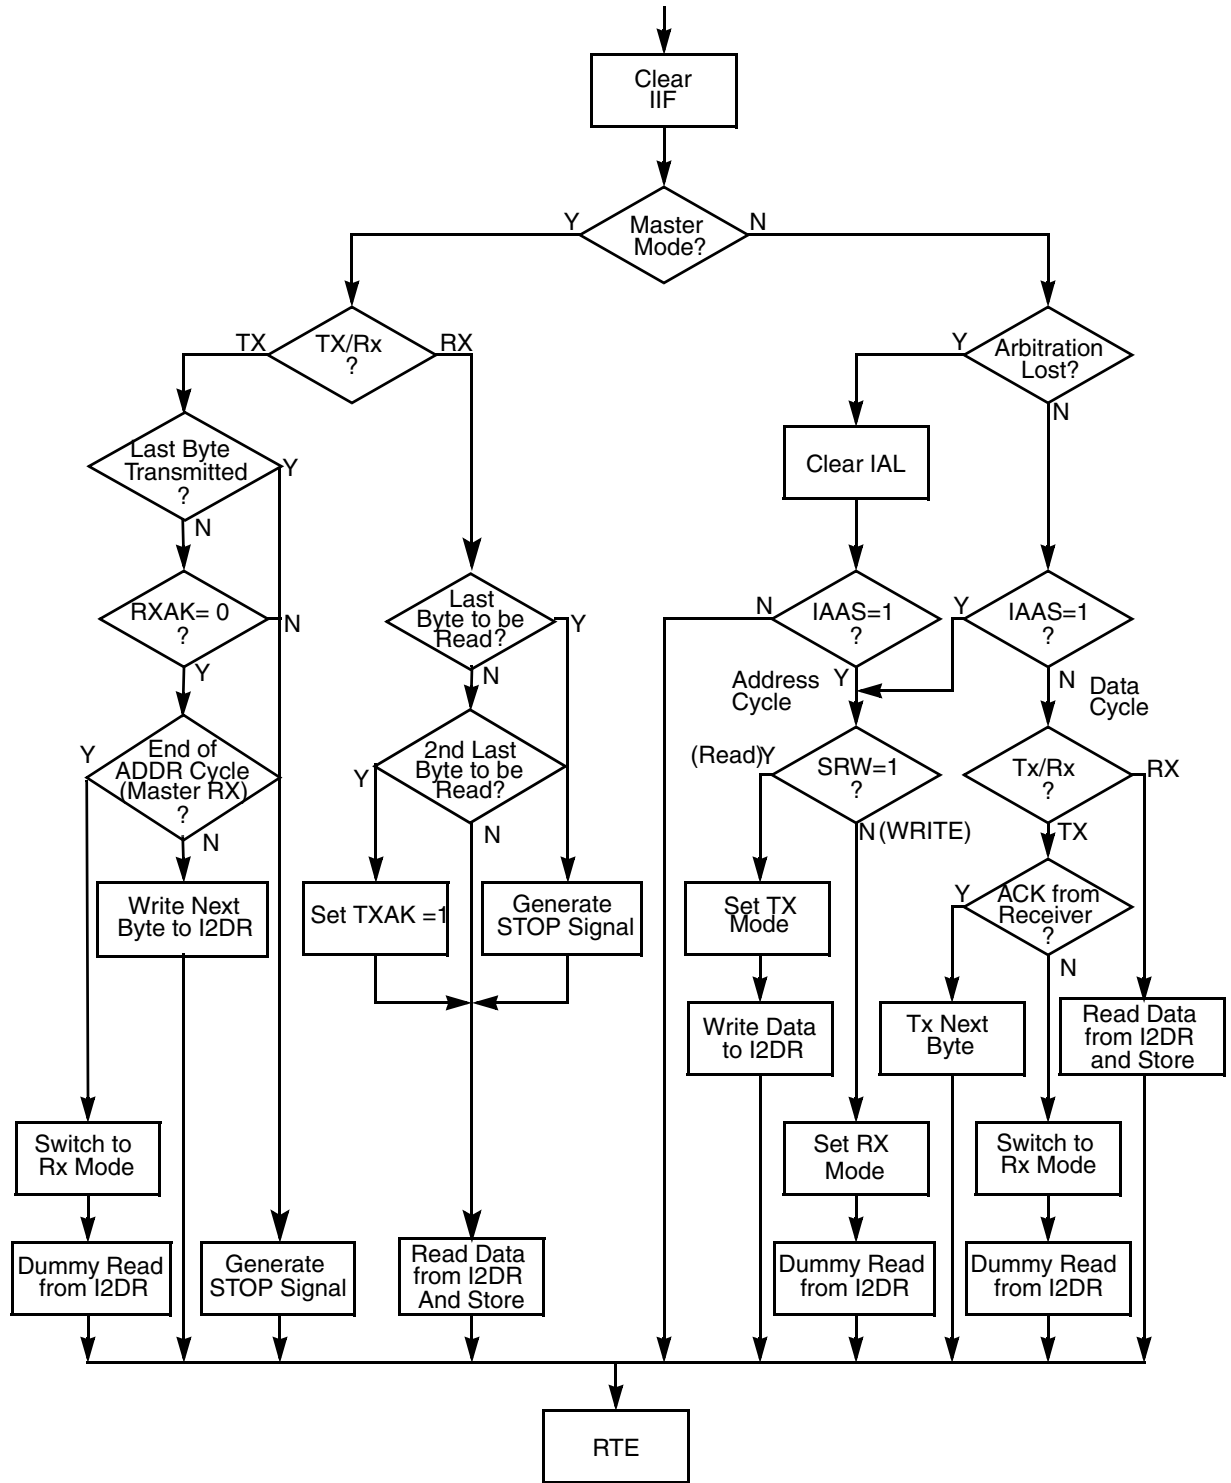 Clear
IIF
Master
Mode?
Y
N
TX/Rx
?
TX
RX
Arbitration
Lost?
Y
N
Last Byte
Transmitted
?
Y
N
Clear IAL
RXAK= 0
?
N
Y
Last
Byte to be
Read?
Y
N
IAAS=1
?
N
Y
Address
Cycle
IAAS=1
?
Y
N
Data
Cycle
End of
ADDR Cycle
(Master RX)
?
Y
N
2nd Last
Byte to be
Read?
Y
N
SRW=1
?
(Read)Y
N (WRITE)
Tx/Rx
?
RX
TX
Write Next
Byte to I2DR
Set TXAK =1
Generate
STOP Signal
Set TX
Mode
ACK from
Receiver
?
Y
N
Write Data
to I2DR
Tx Next
Byte
Read Data
from I2DR
and Store
Switch to
Rx Mode
Set RX
Mode
Switch to
Rx Mode
Dummy Read
from I2DR
Generate
STOP Signal
Read Data
from I2DR
And Store
Dummy Read
from I2DR
Dummy Read
from I2DR
RTE